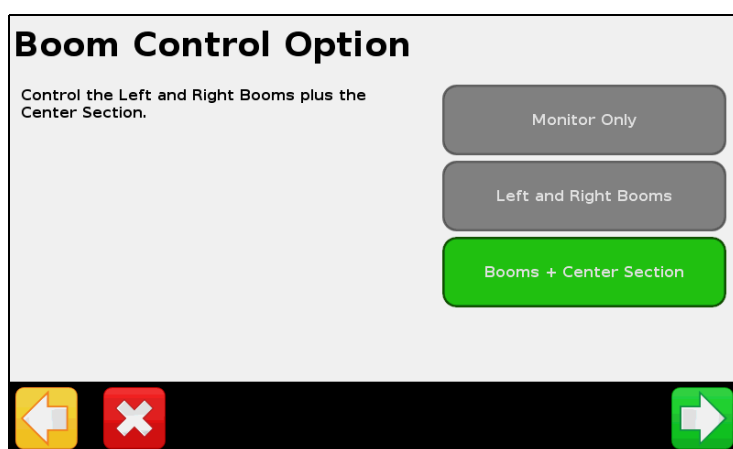 Boom Control Option
Control the Left and Right Booms plus the
Center Section.
Monitor Only
Left and Right Booms
Booms + Center Section